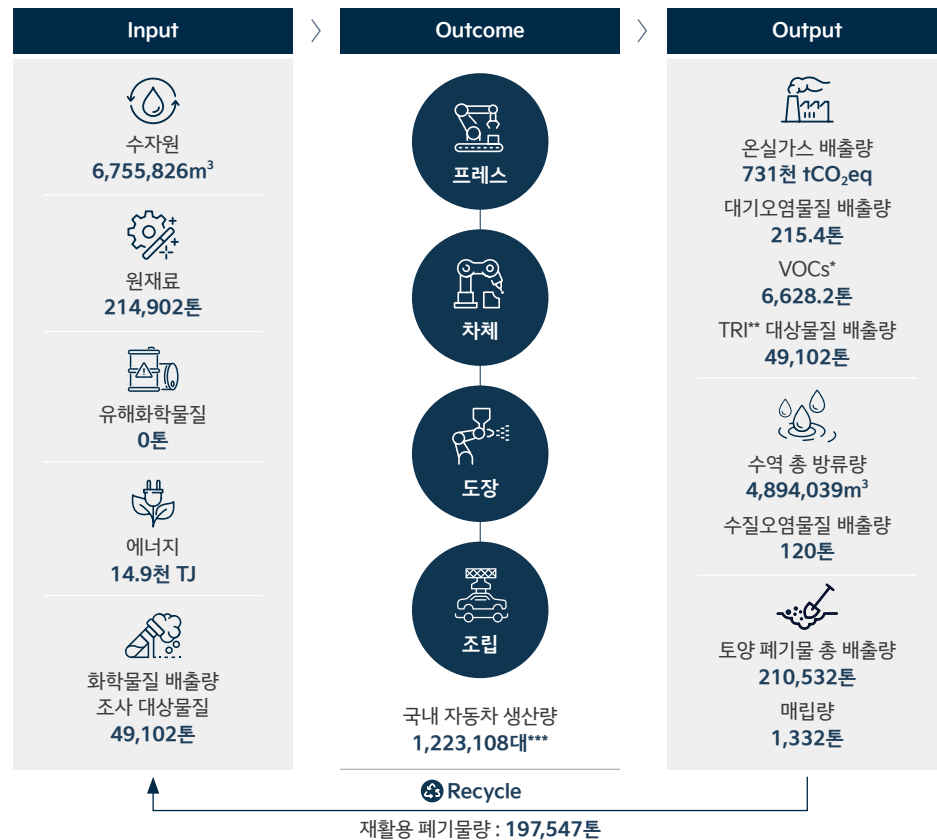 Input
수자원
6,755,826m³
원재료
214,902톤
유해화학물질
0톤
에너지
14.9천 TJ
화학물질 배출량
조사 대상물질
49,102톤
Outcome
프레스
차체
도장
조립
국내 자동차 생산량
1,223,108대***
Output
온실가스 배출량
731천 tCO₂eq
대기오염물질 배출량
215.4톤
VOCs*
6,628.2톤
TRI** 대상물질 배출량
49,102톤
수역 총 방류량
4,894,039m³
수질오염물질 배출량
120톤
토양 폐기물 총 배출량
210,532톤
매립량
1,332톤
Recycle
재활용 폐기물량 : 197,547톤